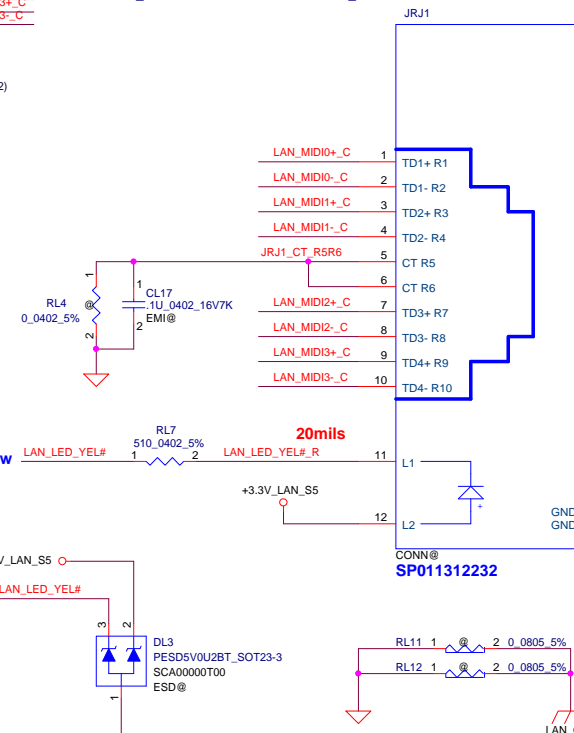 3+_C
3-_C
JRJ1
2)
LAN_MIDI0+_C 1 TD1+ R1
LAN_MIDI0-_C 2 TD1- R2
LAN_MIDI1+_C 3 TD2+ R3
LAN_MIDI1-_C 4 TD2- R4
JRJ1_CT_R5R6 5 CT R5
6 CT R6
LAN_MIDI2+_C 7 TD3+ R7
LAN_MIDI2-_C 8 TD3- R8
LAN_MIDI3+_C 9 TD4+ R9
LAN_MIDI3-_C 10 TD4- R10
1
RL4
@
0_0402_5%
2
1
CL17
.1U_0402_16V7K
EMI@
2
20mils
RL7
510_0402_5%
w LAN_LED_YEL# 1 2 LAN_LED_YEL#_R 11 L1
+3.3V_LAN_S5
12 L2
+
GND
GND
CONN@
SP011312232
V_LAN_S5
LAN_LED_YEL#
3 2
DL3
PESD5V0U2BT_SOT23-3
SCA00000T00
ESD@
1
RL11 1 @ 2 0_0805_5%
RL12 1 @ 2 0_0805_5%
LAN